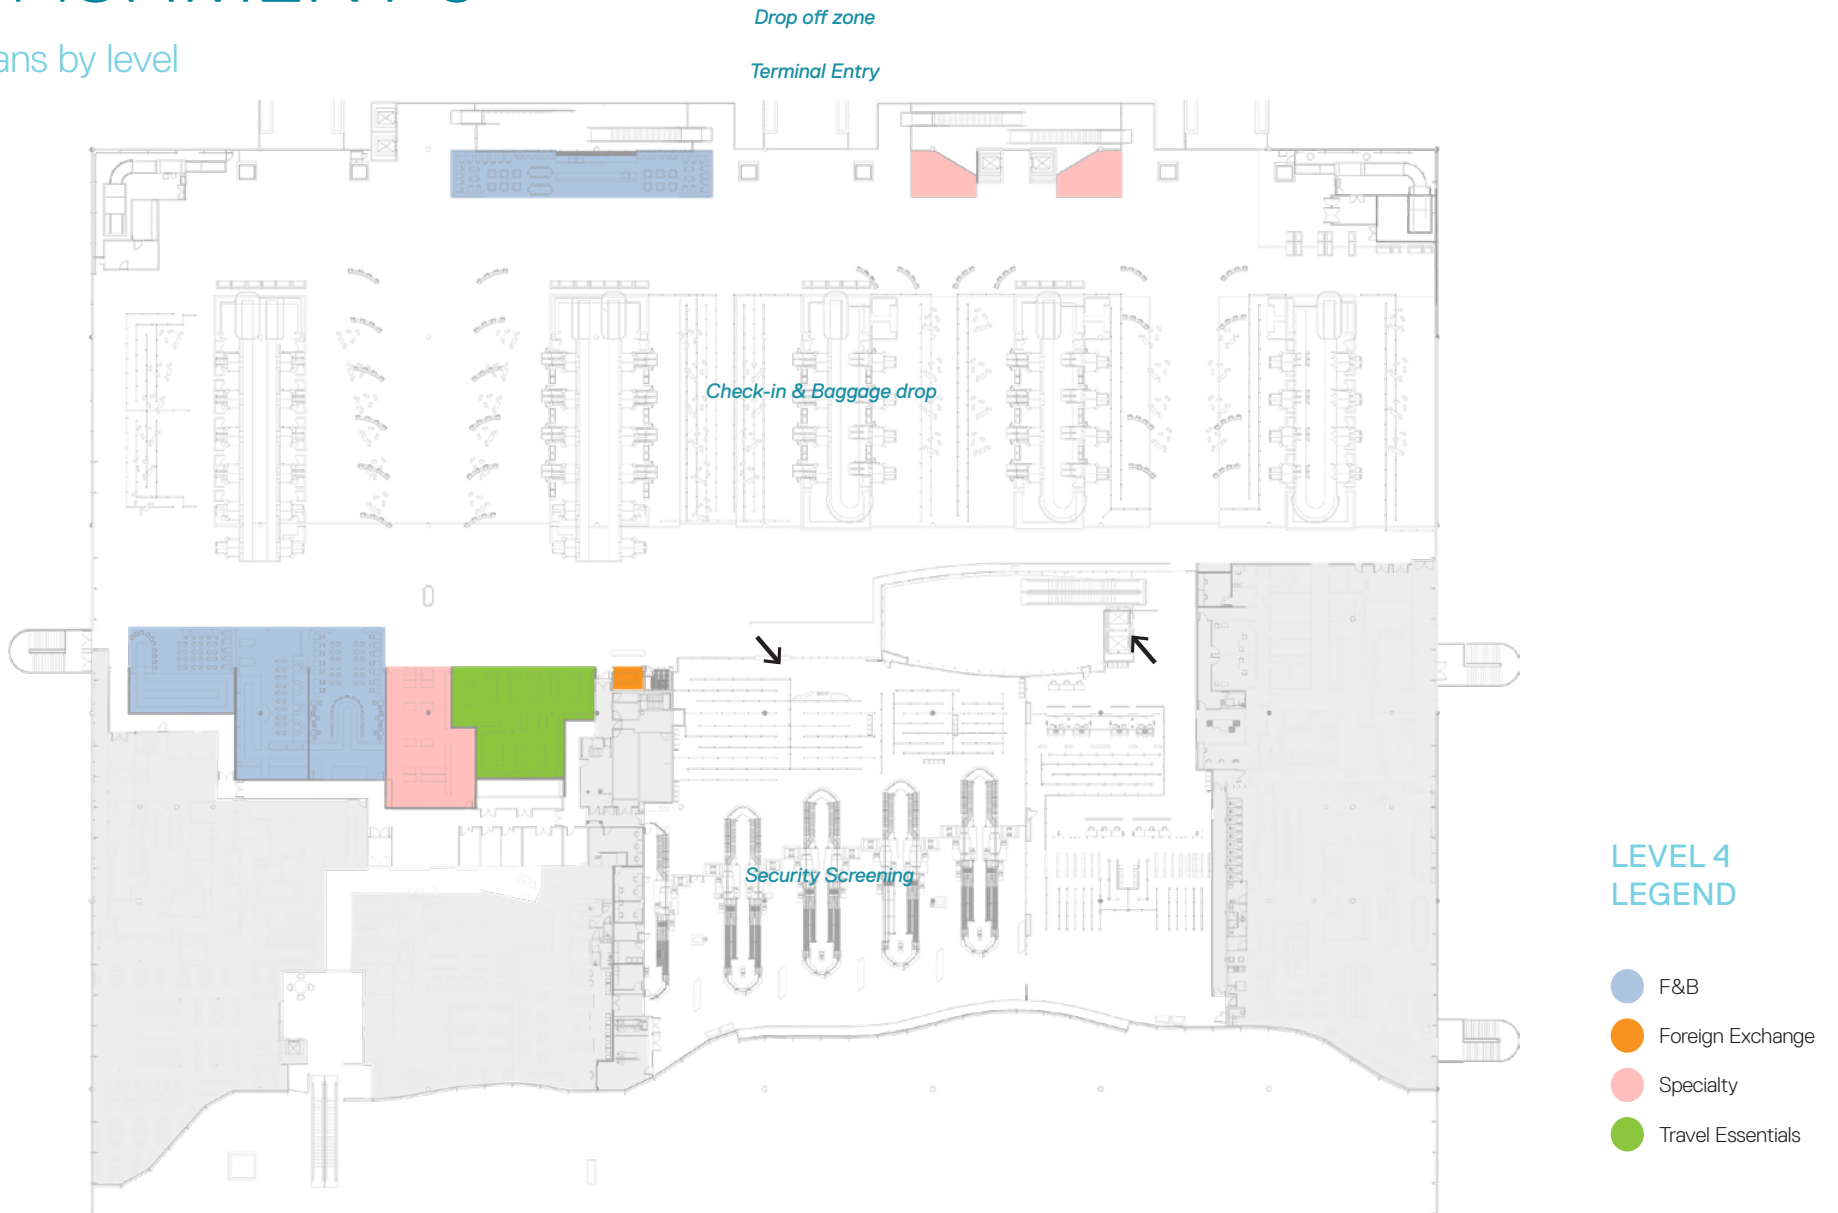 ans by level
Drop off zone
Terminal Entry
Check-in & Baggage drop
Security Screening
LEVEL 4
LEGEND
F&B
Foreign Exchange
Specialty
Travel Essentials